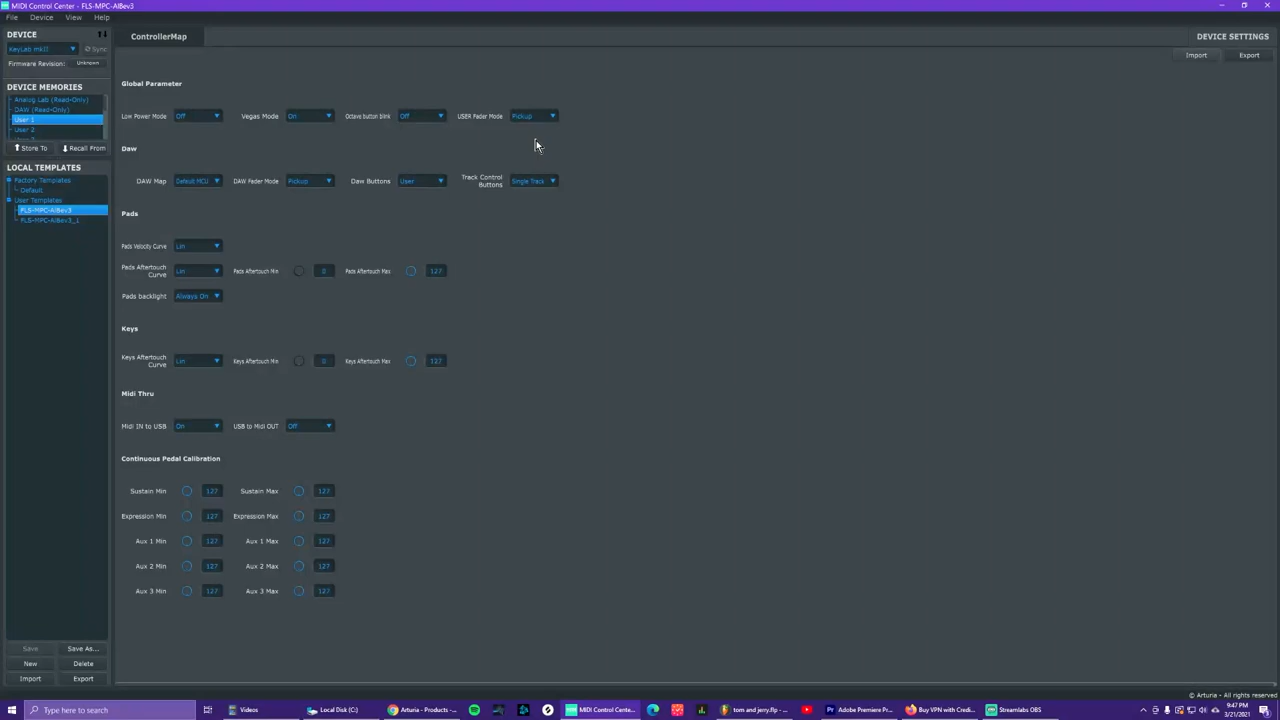 MIDI Control Center - FLS-MPC-AlBev3
File Device View Help
DEVICE
KeyLab mkII
Sync
Firmware Revision: Unknown
DEVICE MEMORIES
Analog Lab (Read-Only)
DAW (Read-Only)
User 1
User 2
Store To Recall From
LOCAL TEMPLATES
Factory Templates
Default
User Templates
FLS-MPC-AlBev3
FLS-MPC-AlBev3_1
Save Save As...
New Delete
Import Export
ControllerMap
DEVICE SETTINGS
Import Export
Global Parameter
Low Power Mode Off Vegas Mode On Octave button blink Off USER Fader Mode Pickup
Daw
DAW Map Default MCU DAW Fader Mode Pickup Daw Buttons User Track Control Buttons Single Track
Pads
Pads Velocity Curve Lin
Pads Aftertouch Curve Lin Pads Aftertouch Min 0 Pads Aftertouch Max 127
Pads backlight Always On
Keys
Keys Aftertouch Curve Lin Keys Aftertouch Min 0 Keys Aftertouch Max 127
Midi Thru
Midi IN to USB On USB to Midi OUT Off
Continuous Pedal Calibration
Sustain Min 127 Sustain Max 127
Expression Min 127 Expression Max 127
Aux 1 Min 127 Aux 1 Max 127
Aux 2 Min 127 Aux 2 Max 127
Aux 3 Min 127 Aux 3 Max 127
© Arturia - All rights reserved
Type here to search
Videos
Local Disk (C:)
Arturia - Products -...
MIDI Control Cente...
tom and jerry.flp - ...
Adobe Premiere Pr...
Buy VPN with Credi...
Streamlabs OBS
9:47 PM
3/21/2021